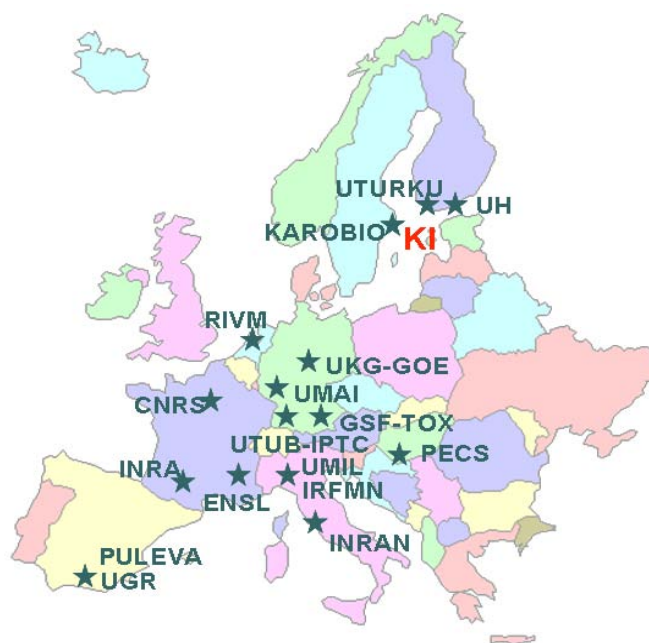 UTURKU
UH
KAROBIO
KI
RIVM
UKG-GOE
UMAI
CNRS
GSF-TOX
UTUB-IPTC
PECS
UMIL
INRA
IRFMN
ENSL
INRAN
PULEVA
UGR